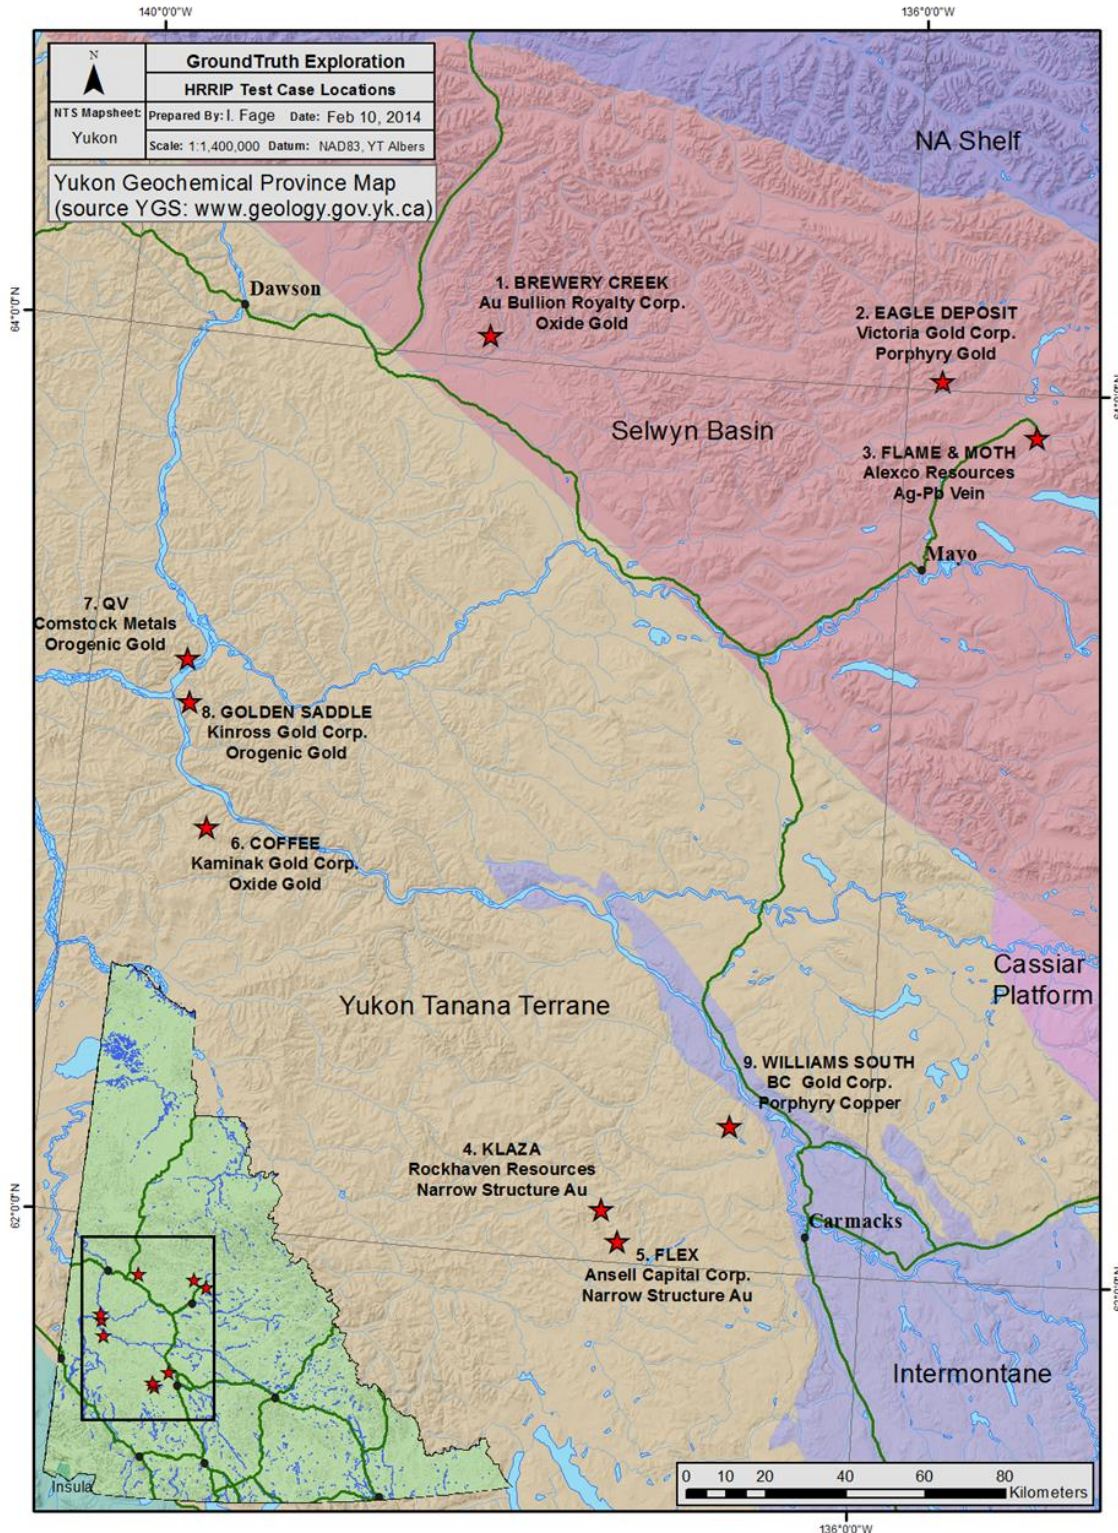 140°0'0"W
136°0'0"W
N
GroundTruth Exploration
HRRIP Test Case Locations
NTS Mapsheet:
Yukon
Prepared By: I. Fage Date: Feb 10, 2014
Scale: 1:1,400,000 Datum: NAD83, YT Albers
Yukon Geochemical Province Map
(source YGS: www.geology.gov.yk.ca)
NA Shelf
Dawson
1. BREWERY CREEK
Au Bullion Royalty Corp.
Oxide Gold
64°0'0"N
2. EAGLE DEPOSIT
Victoria Gold Corp.
Porphyry Gold
Selwyn Basin
3. FLAME & MOTH
Alexco Resources
Ag-Pb Vein
Mayo
7. QV
Comstock Metals
Orogenic Gold
8. GOLDEN SADDLE
Kinross Gold Corp.
Orogenic Gold
6. COFFEE
Kaminak Gold Corp.
Oxide Gold
Cassiar
Platform
Yukon Tanana Terrane
9. WILLIAMS SOUTH
BC Gold Corp.
Porphyry Copper
4. KLAZA
Rockhaven Resources
Narrow Structure Au
62°0'0"N
Carmacks
5. FLEX
Ansell Capital Corp.
Narrow Structure Au
Intermontane
Insula
0 10 20 40 60 80
Kilometers
136°0'0"W